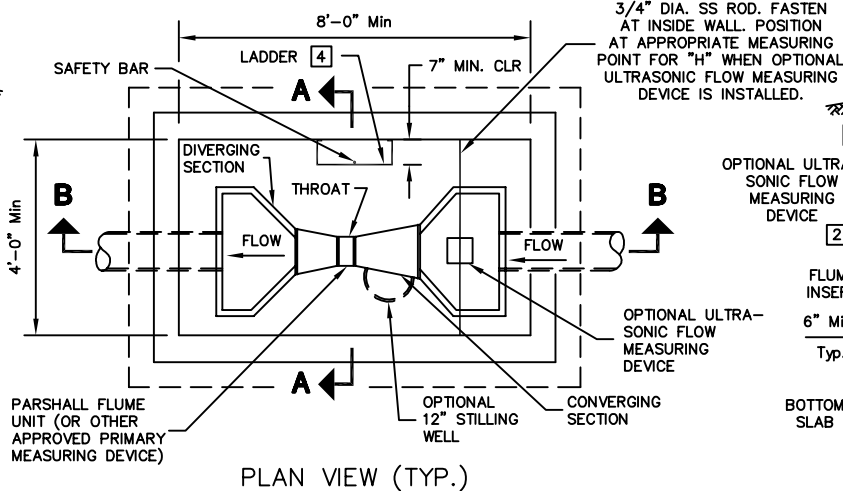 8'-0" Min
3/4" DIA. SS ROD. FASTEN
AT INSIDE WALL. POSITION
AT APPROPRIATE MEASURING
POINT FOR "H" WHEN OPTIONAL
ULTRASONIC FLOW MEASURING
DEVICE IS INSTALLED.
LADDER 4
SAFETY BAR
7" MIN. CLR
A
DIVERGING
SECTION
THROAT
B
B
4'-0" Min
FLOW
FLOW
OPTIONAL ULTRA-
SONIC FLOW
MEASURING
DEVICE
2
OPTIONAL ULTRA-
SONIC FLOW
MEASURING
DEVICE
6" Mi
Typ.
BOTTOM
SLAB
A
PARSHALL FLUME
UNIT (OR OTHER
APPROVED PRIMARY
MEASURING DEVICE)
OPTIONAL
12" STILLING
WELL
CONVERGING
SECTION
PLAN VIEW (TYP.)